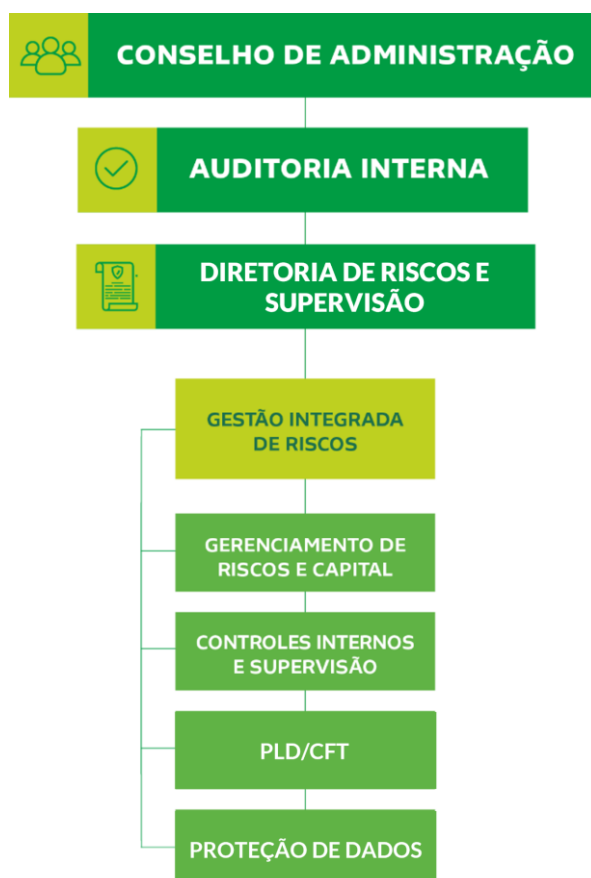 CONSELHO DE ADMINISTRAÇÃO
AUDITORIA INTERNA
DIRETORIA DE RISCOS E
SUPERVISÃO
GESTÃO INTEGRADA
DE RISCOS
GERENCIAMENTO DE
RISCOS E CAPITAL
CONTROLES INTERNOS
E SUPERVISÃO
PLD/CFT
PROTEÇÃO DE DADOS